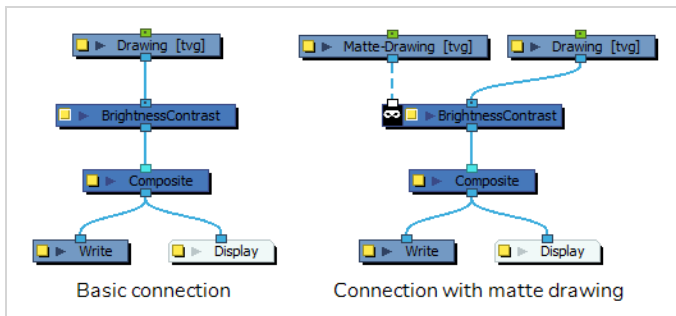 Drawing [tvg]
Matte-Drawing [tvg]
Drawing [tvg]
BrightnessContrast
BrightnessContrast
Composite
Composite
Write
Display
Write
Display
Basic connection
Connection with matte drawing